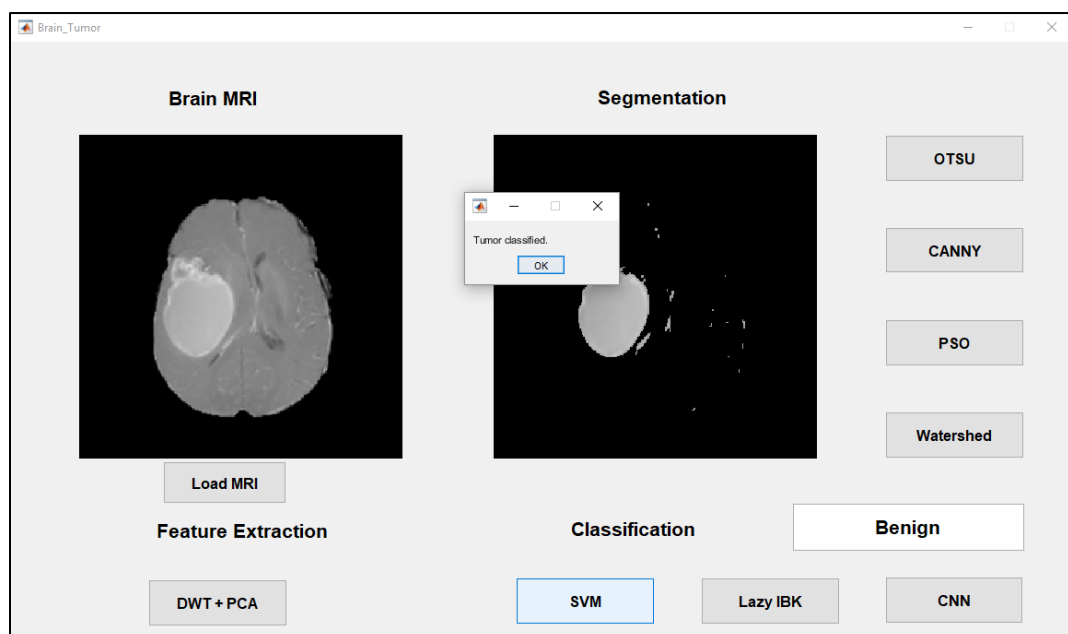 Brain_Tumor
Brain MRI
Segmentation
OTSU
Tumor classified.
OK
CANNY
PSO
Watershed
Load MRI
Feature Extraction
Classification
Benign
DWT + PCA
SVM
Lazy IBK
CNN